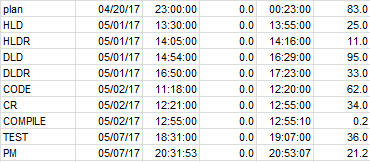 plan 04/20/17 23:00:00 0.0 00:23:00 83.0
HLD 05/01/17 13:30:00 0.0 13:55:00 25.0
HLDR 05/01/17 14:05:00 0.0 14:16:00 11.0
DLD 05/01/17 14:54:00 0.0 16:29:00 95.0
DLDR 05/01/17 16:50:00 0.0 17:23:00 33.0
CODE 05/02/17 11:18:00 0.0 12:20:00 62.0
CR 05/02/17 12:21:00 0.0 12:55:00 34.0
COMPILE 05/02/17 12:55:00 0.0 12:55:10 0.2
TEST 05/07/17 18:31:00 0.0 19:07:00 36.0
PM 05/07/17 20:31:53 0.0 20:53:07 21.2